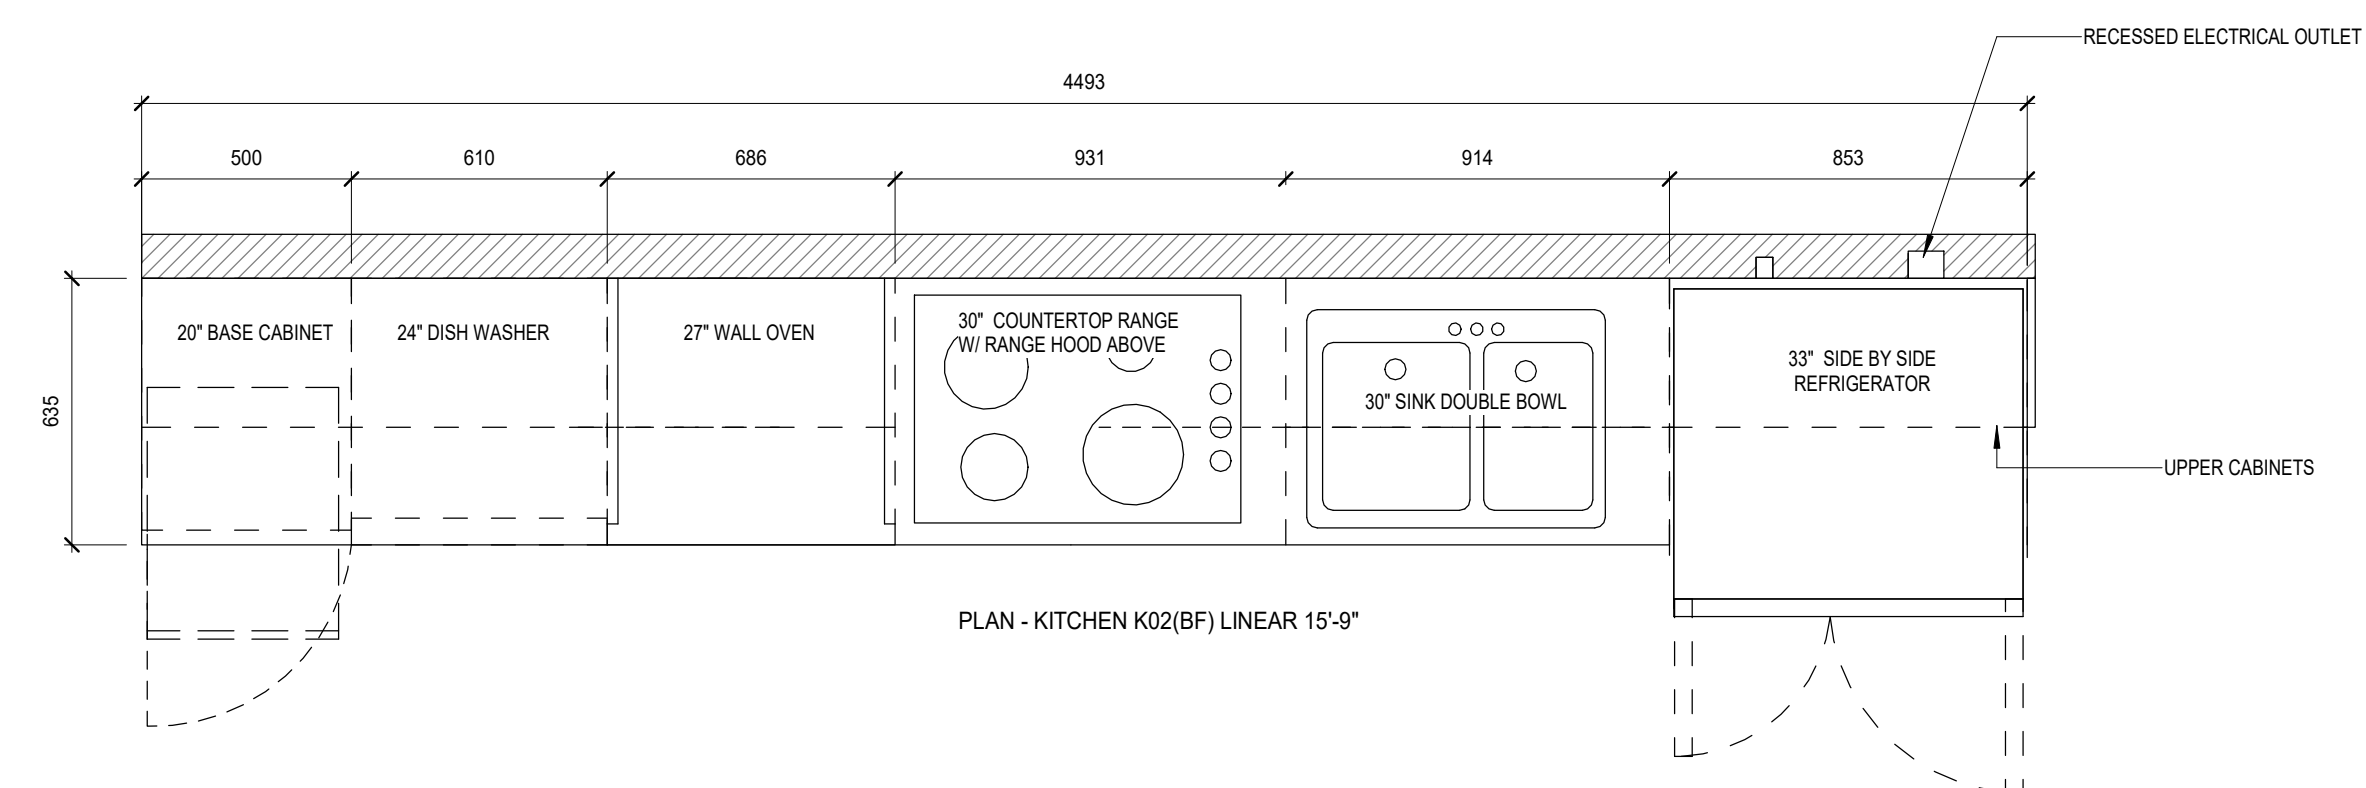 RECESSED ELECTRICAL OUTLET
4493
500 610 686 931 914 853
635
20" BASE CABINET
24" DISH WASHER
27" WALL OVEN
30" COUNTERTOP RANGE
W/ RANGE HOOD ABOVE
30" SINK DOUBLE BOWL
33" SIDE BY SIDE
REFRIGERATOR
UPPER CABINETS
PLAN - KITCHEN K02(BF) LINEAR 15'-9"